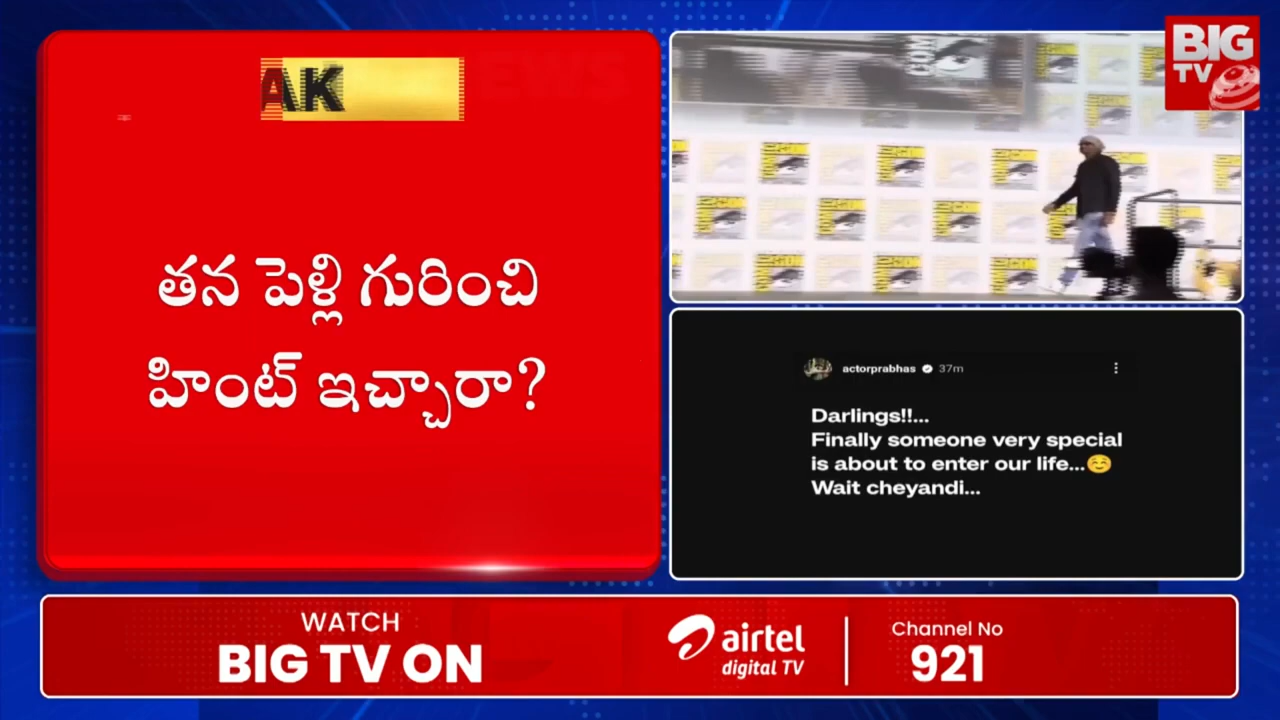 AK
తన పెళ్లి గురించి
హింట్ ఇచ్చారా?
BIG
TV
actorprabhas 37m
Darlings!!...
Finally someone very special
is about to enter our life...☺️
Wait cheyandi...
WATCH
BIG TV ON
airtel
digital TV
Channel No
921